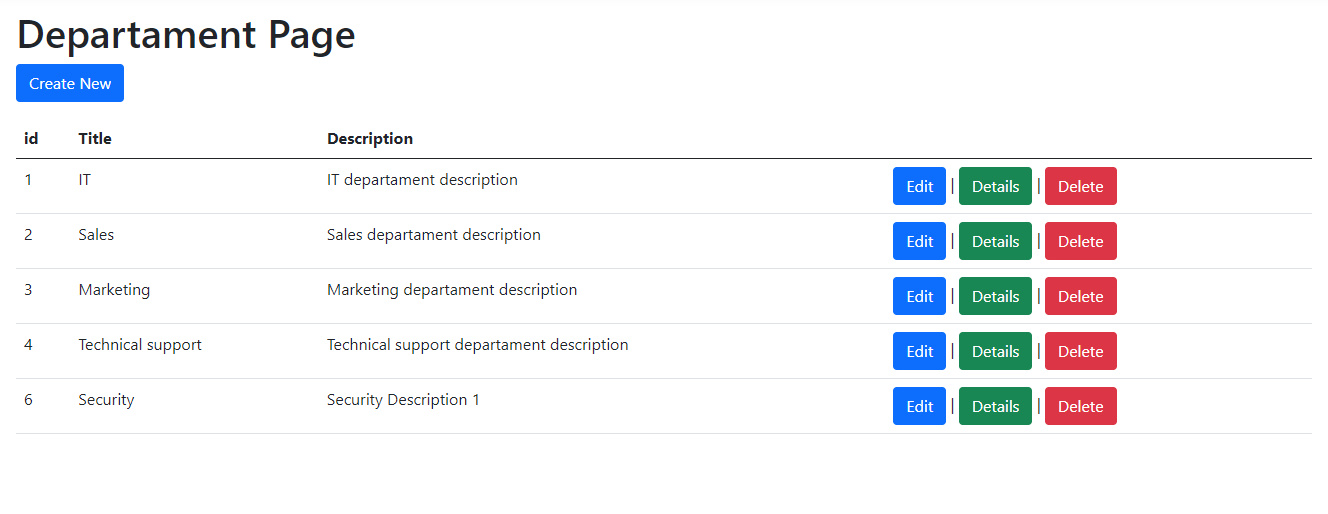 Departament Page
Create New
id Title Description
1 IT IT departament description Edit | Details | Delete
2 Sales Sales departament description Edit | Details | Delete
3 Marketing Marketing departament description Edit | Details | Delete
4 Technical support Technical support departament description Edit | Details | Delete
6 Security Security Description 1 Edit | Details | Delete